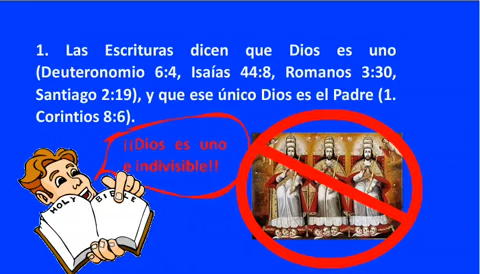 1. Las Escrituras dicen que Dios es uno
(Deuteronomio 6:4, Isaías 44:8, Romanos 3:30,
Santiago 2:19), y que ese único Dios es el Padre (1.
Corintios 8:6).
¡¡Dios es uno
e indivisible!!
HOLY BIBLE